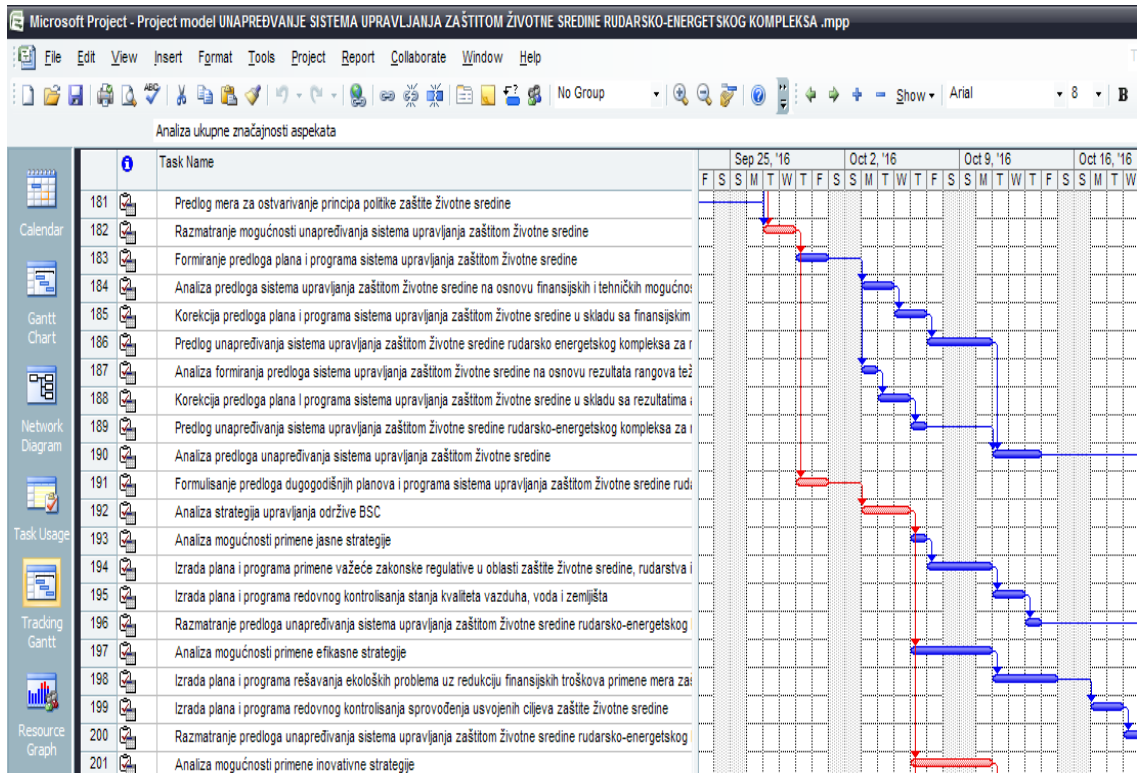 Microsoft Project - Project model UNAPREĐVANJE SISTEMA UPRAVLJANJA ZAŠTITOM ŽIVOTNE SREDINE RUDARSKO-ENERGETSKOG KOMPLEKSA .mpp
File Edit View Insert Format Tools Project Report Collaborate Window Help
ABC No Group Show Arial 8 B
Analiza ukupne značajnosti aspekata
Task Name Sep 25, '16 Oct 2, '16 Oct 9, '16 Oct 16, '16
F S S M T W T F S S M T W T F S S M T W T F S S M T W
181 Predlog mera za ostvarivanje principa politike zaštite životne sredine
Calendar
182 Razmatranje mogućnosti unapređivanja sistema upravljanja zaštitom životne sredine
183 Formiranje predloga plana i programa sistema upravljanja zaštitom životne sredine
184 Analiza predloga sistema upravljanja zaštitom životne sredine na osnovu finansijskih i tehničkih mogućnos
Gantt Chart
185 Korekcija predloga plana i programa sistema upravljanja zaštitom životne sredine u skladu sa finansijskim
186 Predlog unapređivanja sistema upravljanja zaštitom životne sredine rudarsko energetskog kompleksa za r
187 Analiza formiranja predloga sistema upravljanja zaštitom životne sredine na osnovu rezultata rangova tež
188 Korekcija predloga plana I programa sistema upravljanja zaštitom životne sredine u skladu sa rezultatima a
Network Diagram
189 Predlog unapređivanja sistema upravljanja zaštitom životne sredine rudarsko-energetskog kompleksa za r
190 Analiza predloga unapređivanja sistema upravljanja zaštitom životne sredine
191 Formulisanje predloga dugogodišnjih planova i programa sistema upravljanja zaštitom životne sredine ruda
192 Analiza strategija upravljanja održive BSC
Task Usage
193 Analiza mogućnosti primene jasne strategije
194 Izrada plana i programa primene važeće zakonske regulative u oblasti zaštite životne sredine, rudarstva i
195 Izrada plana i programa redovnog kontrolisanja stanja kvaliteta vazduha, voda i zemljišta
196 Razmatranje predloga unapređivanja sistema upravljanja zaštitom životne sredine rudarsko-energetskog
Tracking Gantt
197 Analiza mogućnosti primene efikasne strategije
198 Izrada plana i programa rešavanja ekoloških problema uz redukciju finansijskih troškova primene mera zaš
199 Izrada plana i programa redovnog kontrolisanja sprovođenja usvojenih ciljeva zaštite životne sredine
Resource Graph
200 Razmatranje predloga unapređivanja sistema upravljanja zaštitom životne sredine rudarsko-energetskog
201 Analiza mogućnosti primene inovativne strategije